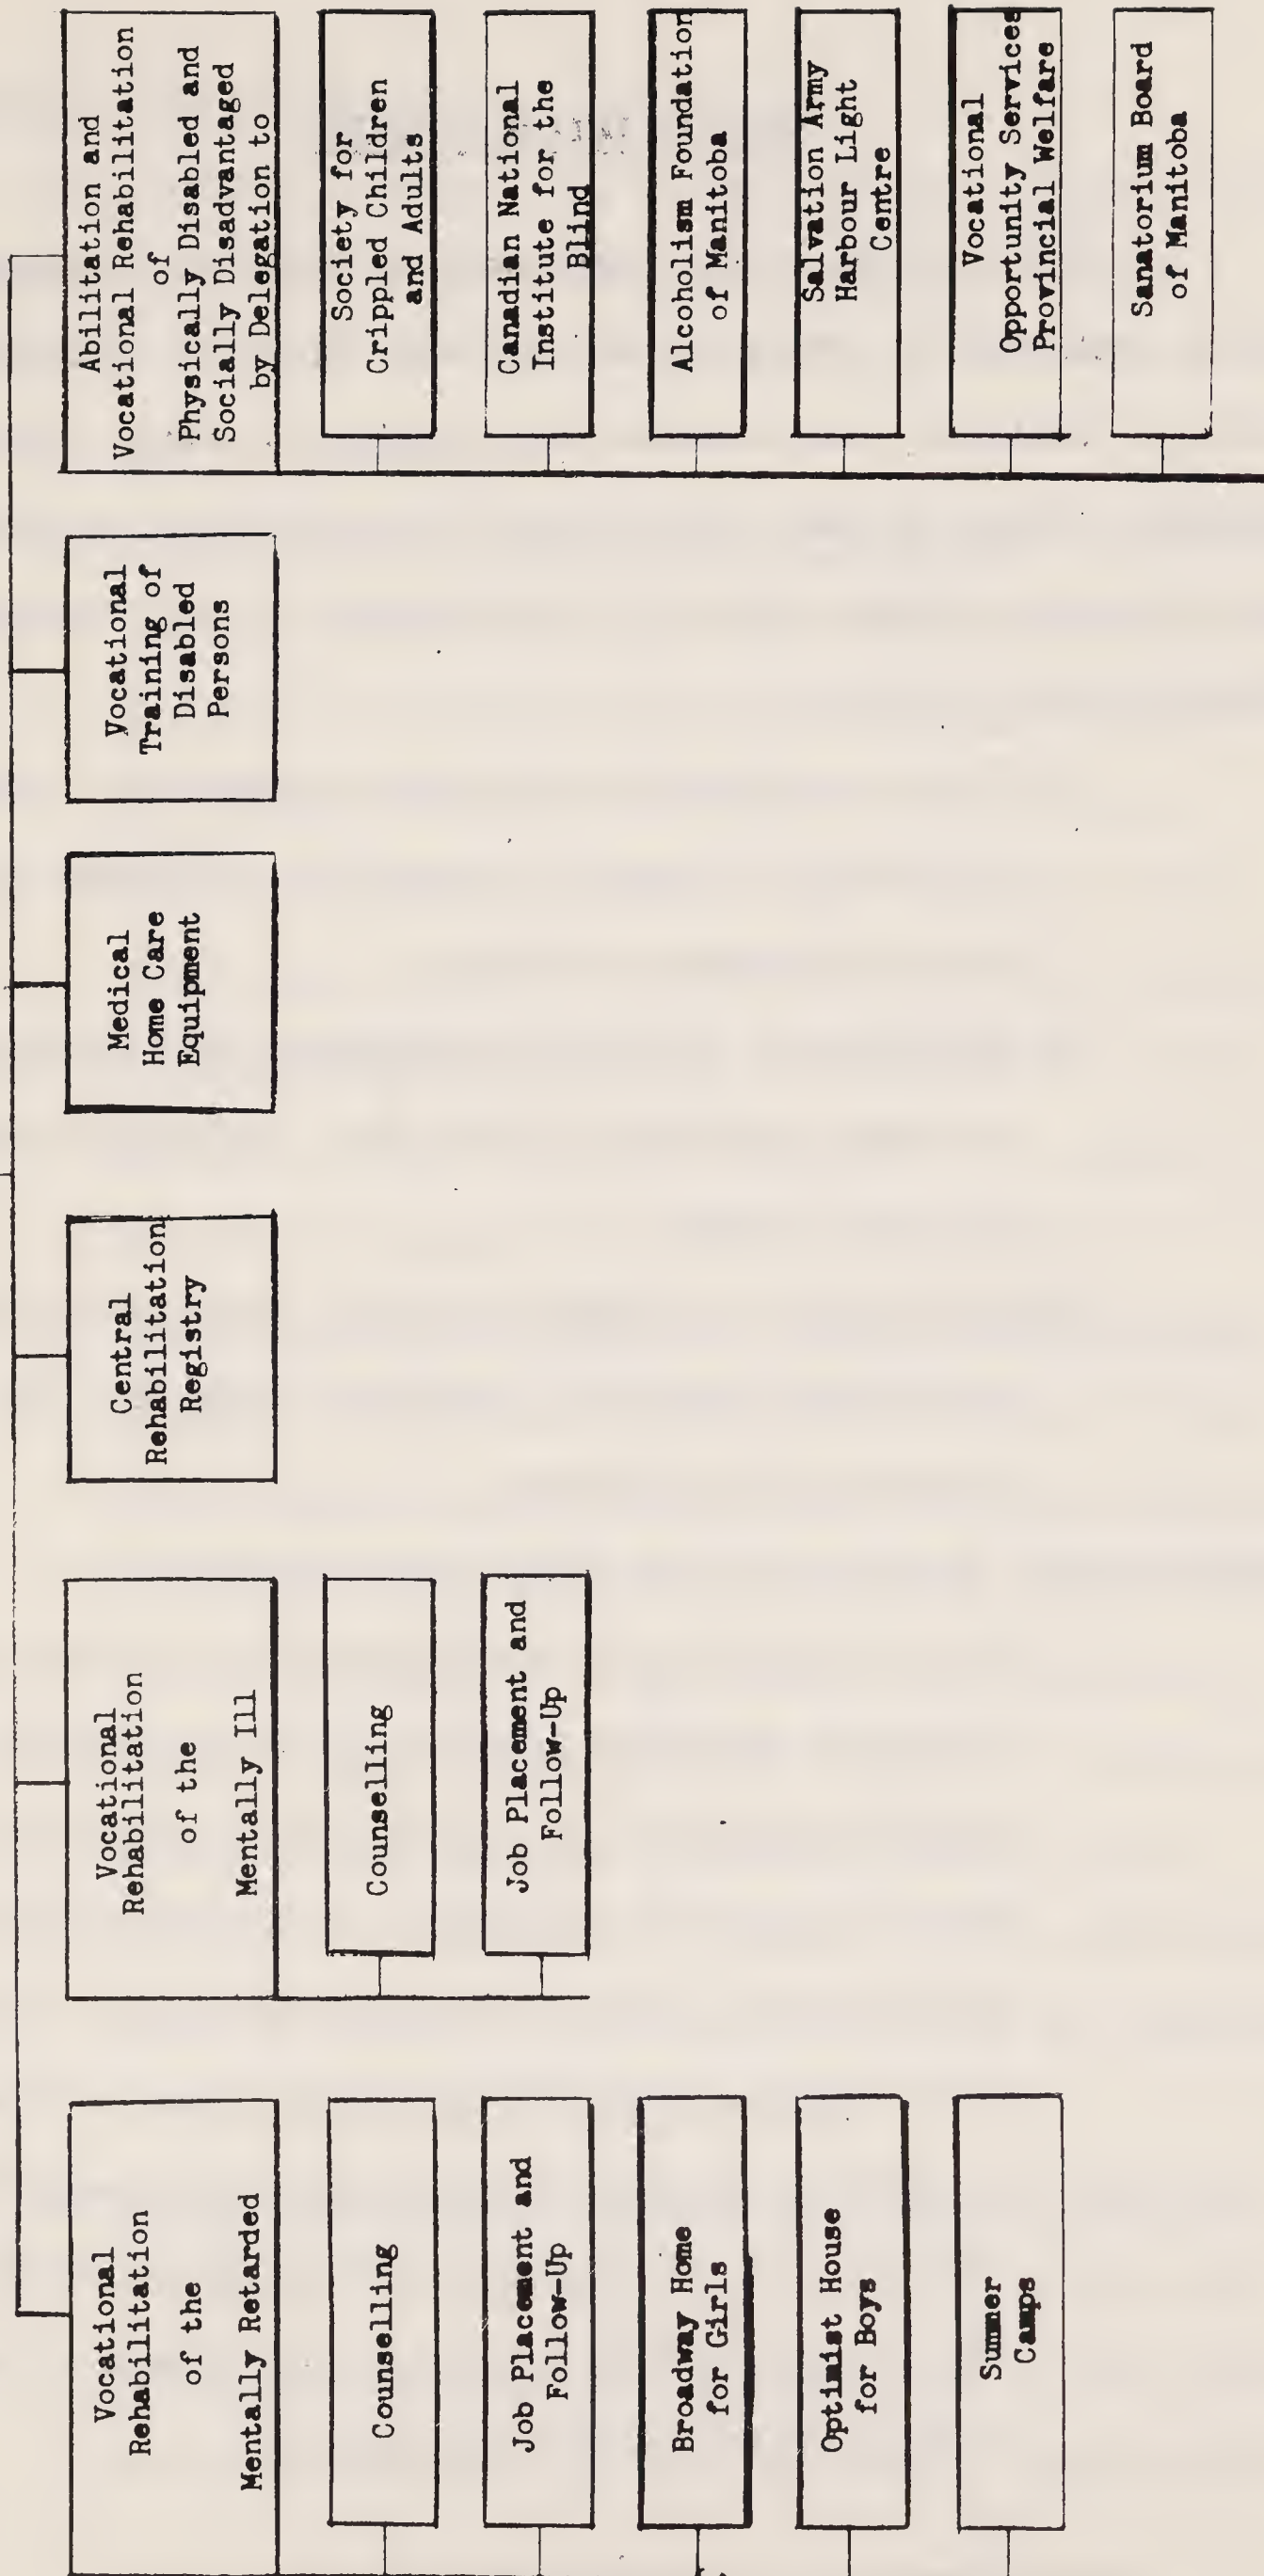 Vocational
Rehabilitation
of the
Mentally Retarded
Counselling
Job Placement and
Follow-Up
Broadway Home
for Girls
Optimist House
for Boys
Summer
Camps
Vocational
Rehabilitation
of the
Mentally Ill
Counselling
Job Placement and
Follow-Up
Central
Rehabilitation
Registry
Medical
Home Care
Equipment
Vocational
Training of
Disabled
Persons
Abilitation and
Vocational Rehabilitation
of
Physically Disabled and
Socially Disadvantaged
by Delegation to
Society for
Crippled Children
and Adults
Canadian National
Institute for the
Blind
Alcoholism Foundation
of Manitoba
Salvation Army
Harbour Light
Centre
Vocational
Opportunity Services
Provincial Welfare
Sanatorium Board
of Manitoba